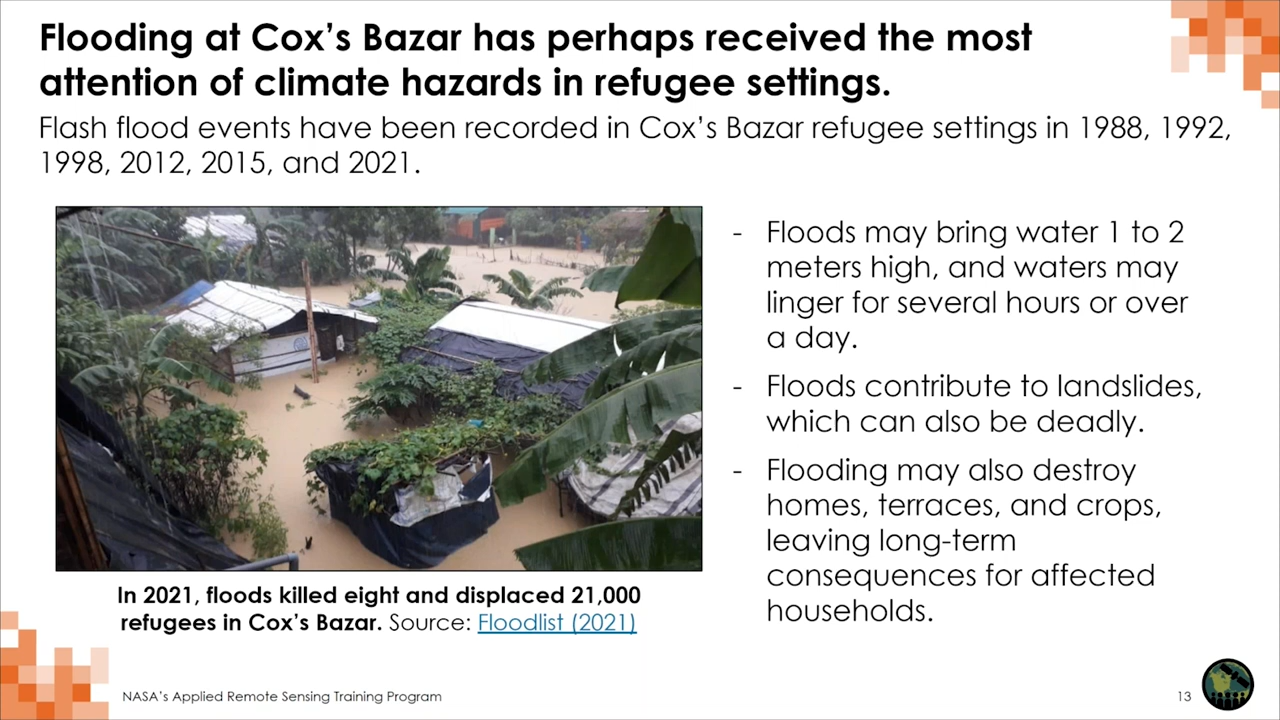 Flooding at Cox’s Bazar has perhaps received the most
attention of climate hazards in refugee settings.
Flash flood events have been recorded in Cox’s Bazar refugee settings in 1988, 1992,
1998, 2012, 2015, and 2021.
- Floods may bring water 1 to 2
meters high, and waters may
linger for several hours or over
a day.
- Floods contribute to landslides,
which can also be deadly.
- Flooding may also destroy
homes, terraces, and crops,
leaving long-term
consequences for affected
households.
In 2021, floods killed eight and displaced 21,000
refugees in Cox’s Bazar. Source: Floodlist (2021)
NASA’s Applied Remote Sensing Training Program
13